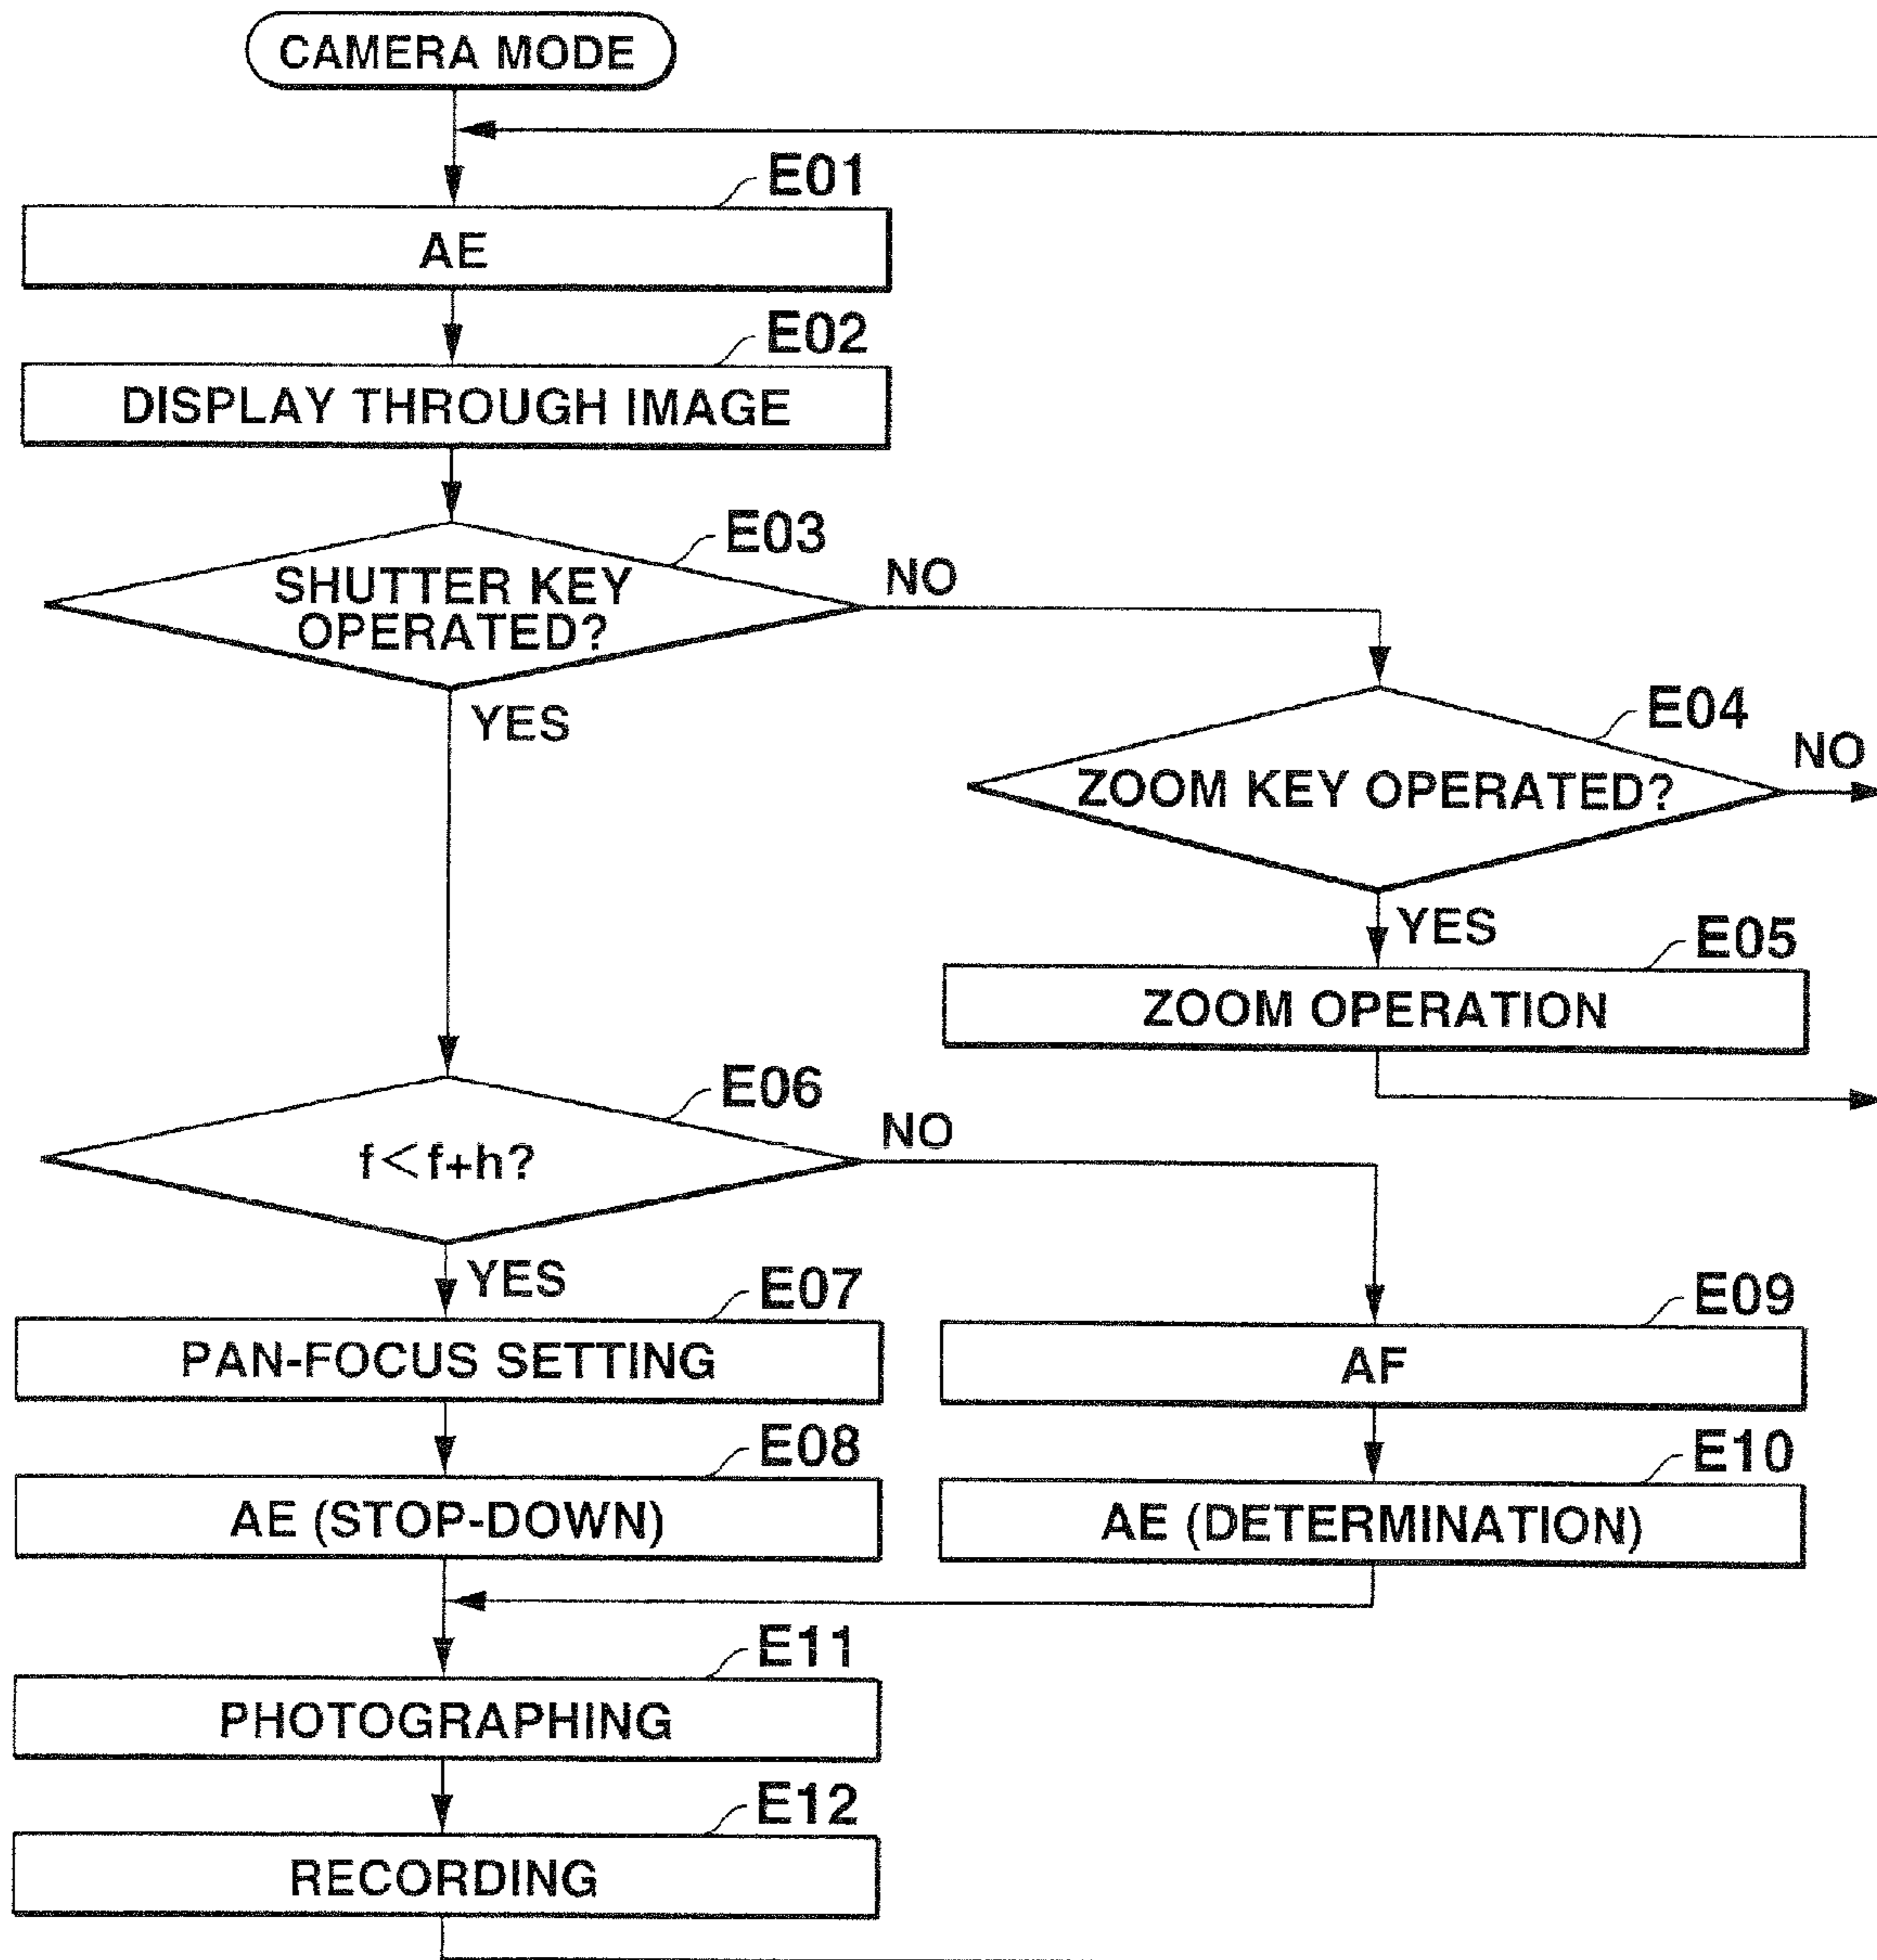 CAMERA MODE
E01
AE
E02
DISPLAY THROUGH IMAGE
E03
SHUTTER KEY
OPERATED?
NO
YES
E04
ZOOM KEY OPERATED?
NO
YES
E05
ZOOM OPERATION
E06
f<f+h?
NO
YES
E07
PAN-FOCUS SETTING
E08
AE (STOP-DOWN)
E09
AF
E10
AE (DETERMINATION)
E11
PHOTOGRAPHING
E12
RECORDING